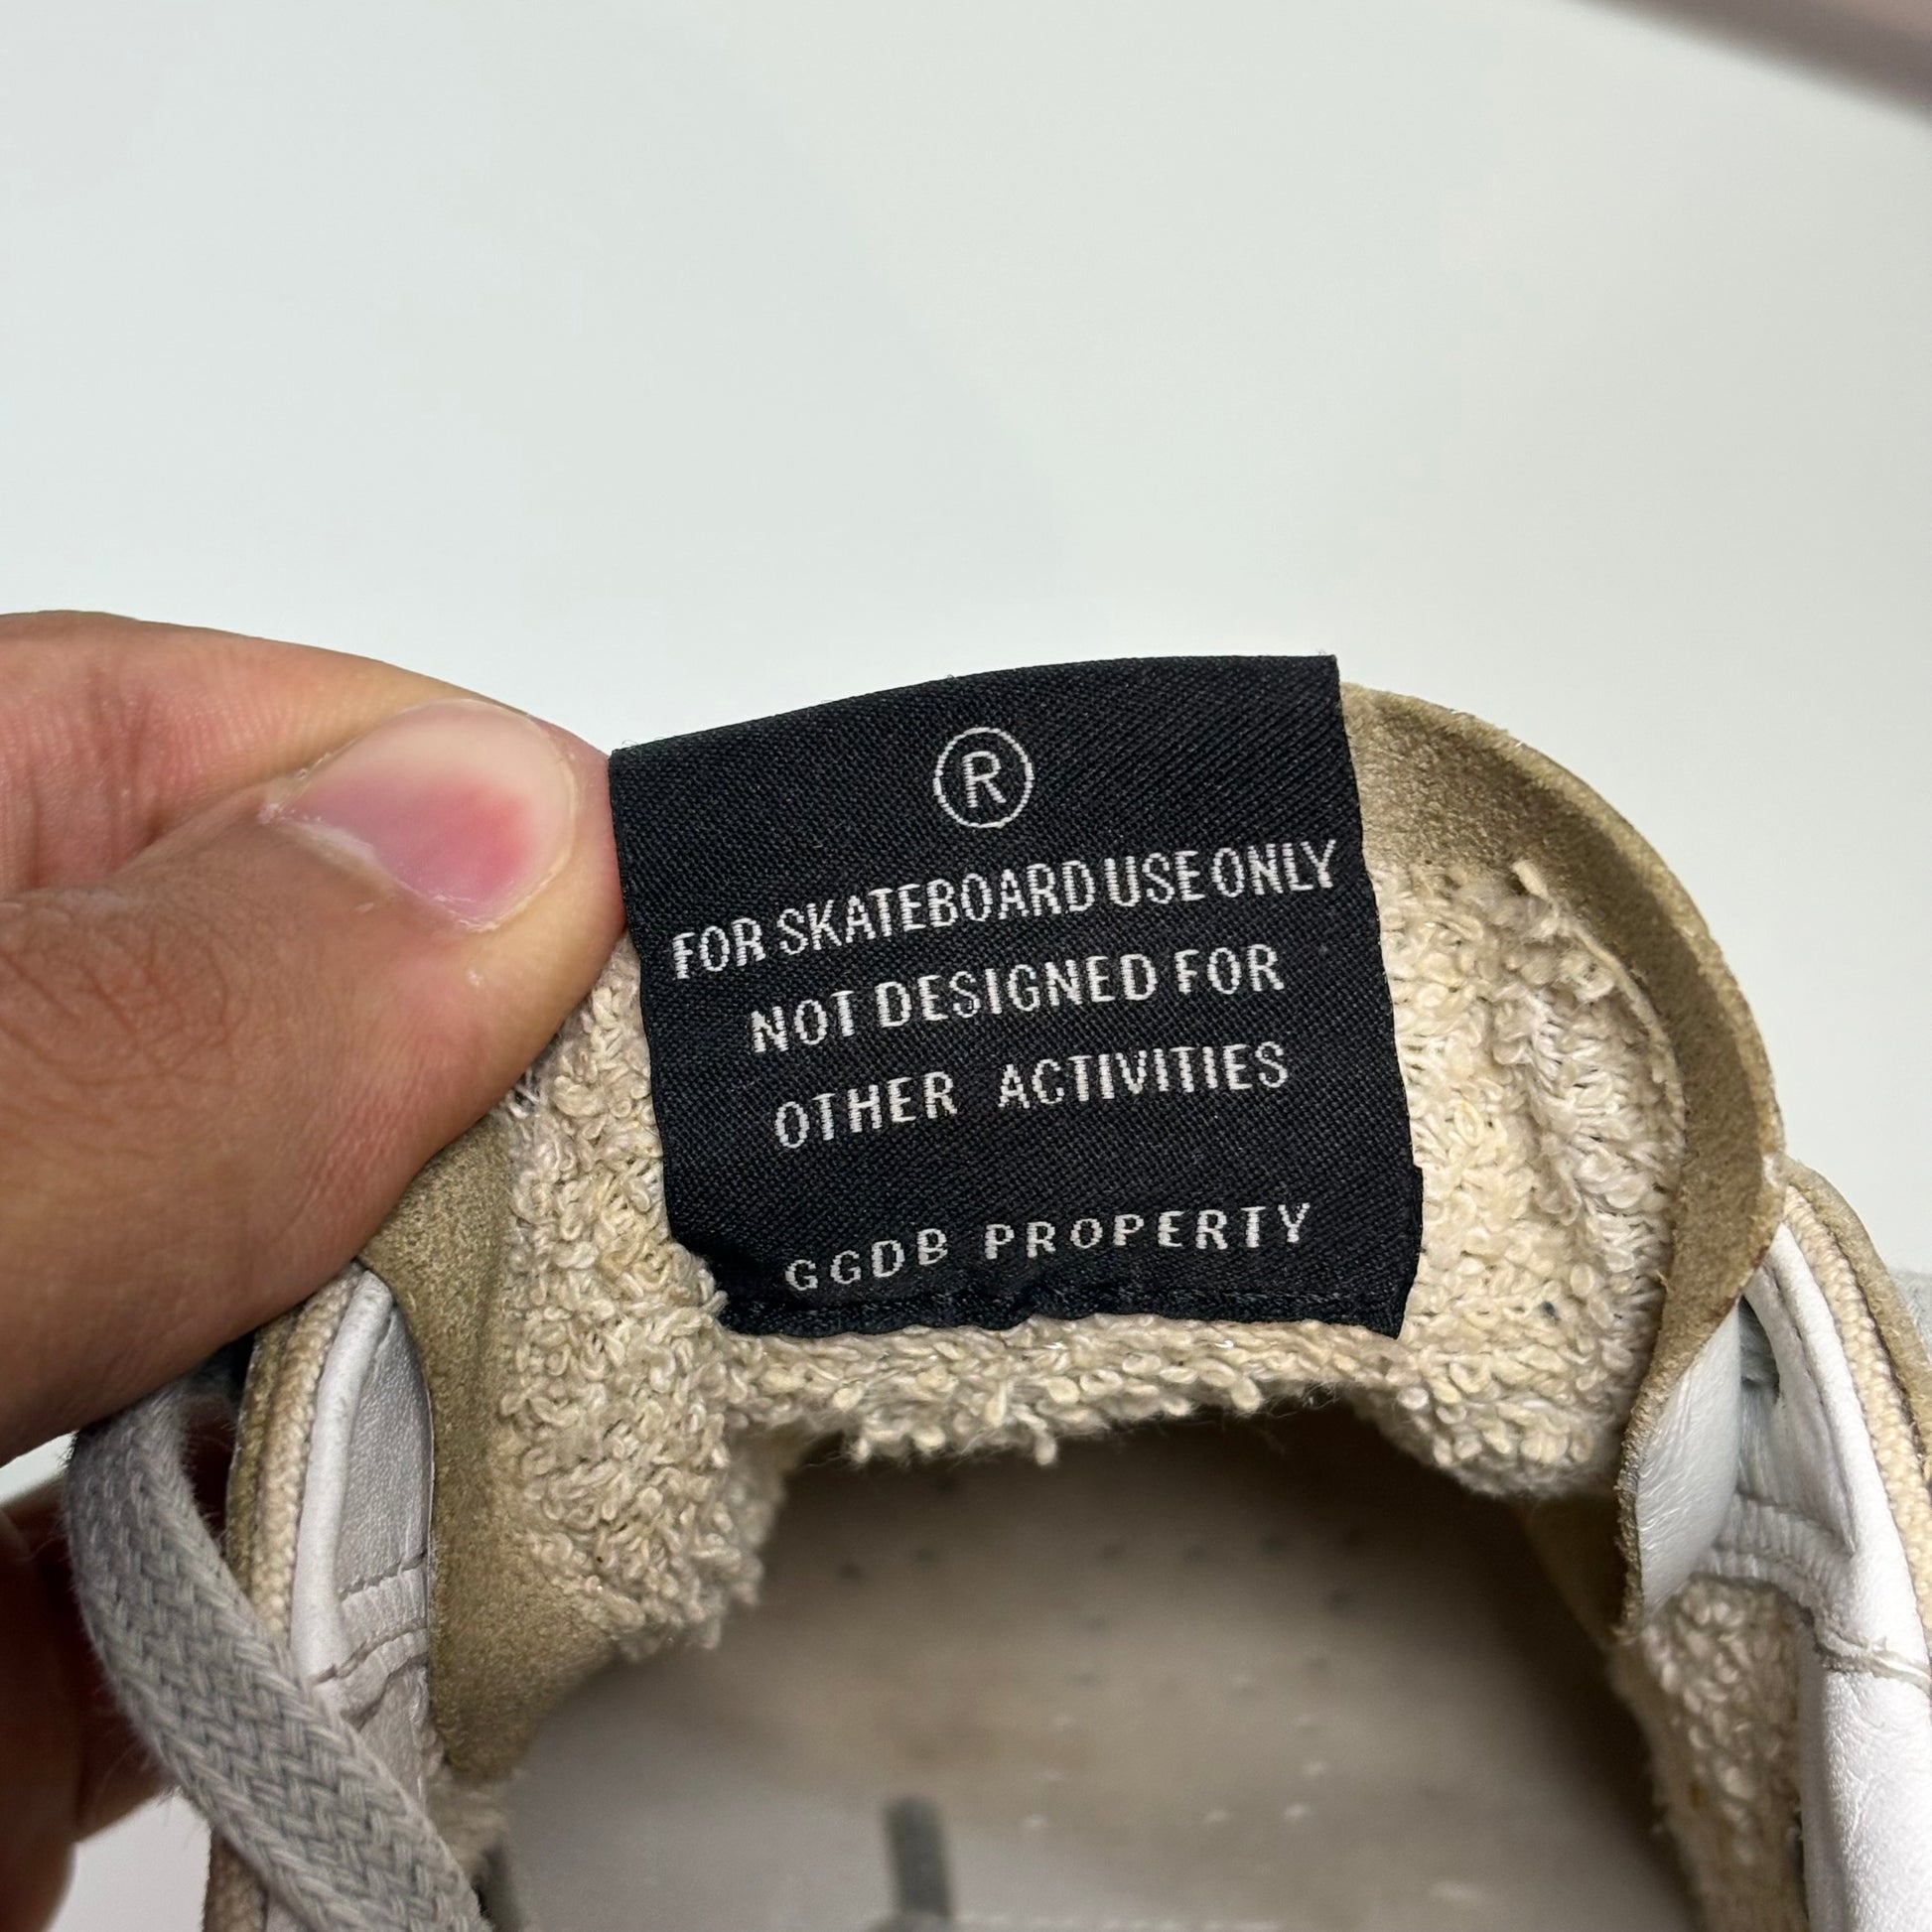 ®
FOR SKATEBOARD USE ONLY
NOT DESIGNED FOR
OTHER ACTIVITIES
GGDB PROPERTY